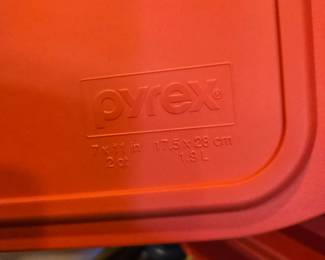 pyrex®
7 x 11 in 17.5 x 28 cm
2 qt 1.9 L